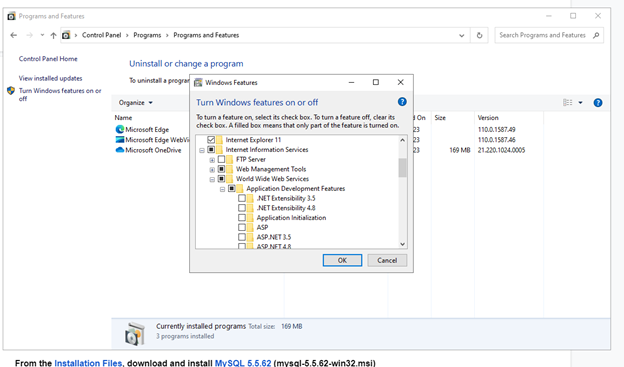 Programs and Features
Control Panel > Programs > Programs and Features
Search Programs and Features
Control Panel Home
Uninstall or change a program
View installed updates
To uninstall a program
Turn Windows features on or
off
Organize
Name
d On
Size
Version
Microsoft Edge
23
110.0.1587.49
Microsoft Edge WebVi
23
110.0.1587.46
Microsoft OneDrive
23
169 MB
21.220.1024.0005
Windows Features
Turn Windows features on or off
To turn a feature on, select its check box. To turn a feature off, clear its
check box. A filled box means that only part of the feature is turned on.
Internet Explorer 11
Internet Information Services
FTP Server
Web Management Tools
World Wide Web Services
Application Development Features
.NET Extensibility 3.5
.NET Extensibility 4.8
Application Initialization
ASP
ASP.NET 3.5
ASP.NET 4.8
OK
Cancel
Currently installed programs Total size: 169 MB
3 programs installed
From the Installation Files, download and install MySQL 5.5.62 (mysql-5.5.62-win32.msi)